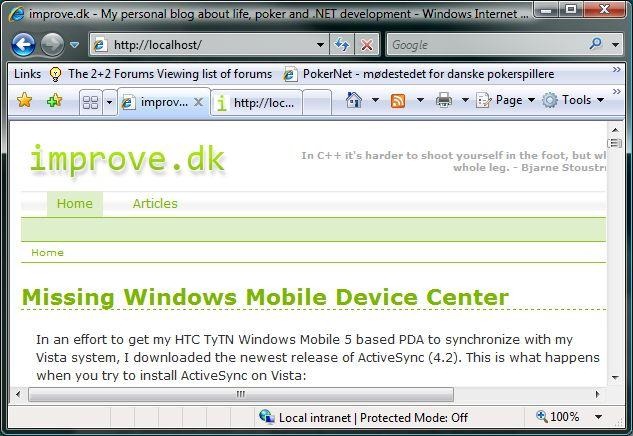 improve.dk - My personal blog about life, poker and .NET development - Windows Internet ...
http://localhost/
Google
Links The 2+2 Forums Viewing list of forums PokerNet - mødestedet for danske pokerspillere
improv... http://loc... Page Tools
improve.dk
In C++ it's harder to shoot yourself in the foot, but
whole leg. - Bjarne
Home Articles
Home
Missing Windows Mobile Device Center
In an effort to get my HTC TyTN Windows Mobile 5 based PDA to synchronize with my
Vista system, I downloaded the newest release of ActiveSync (4.2). This is what happens
when you try to install ActiveSync on Vista:
Local intranet | Protected Mode: Off 100%